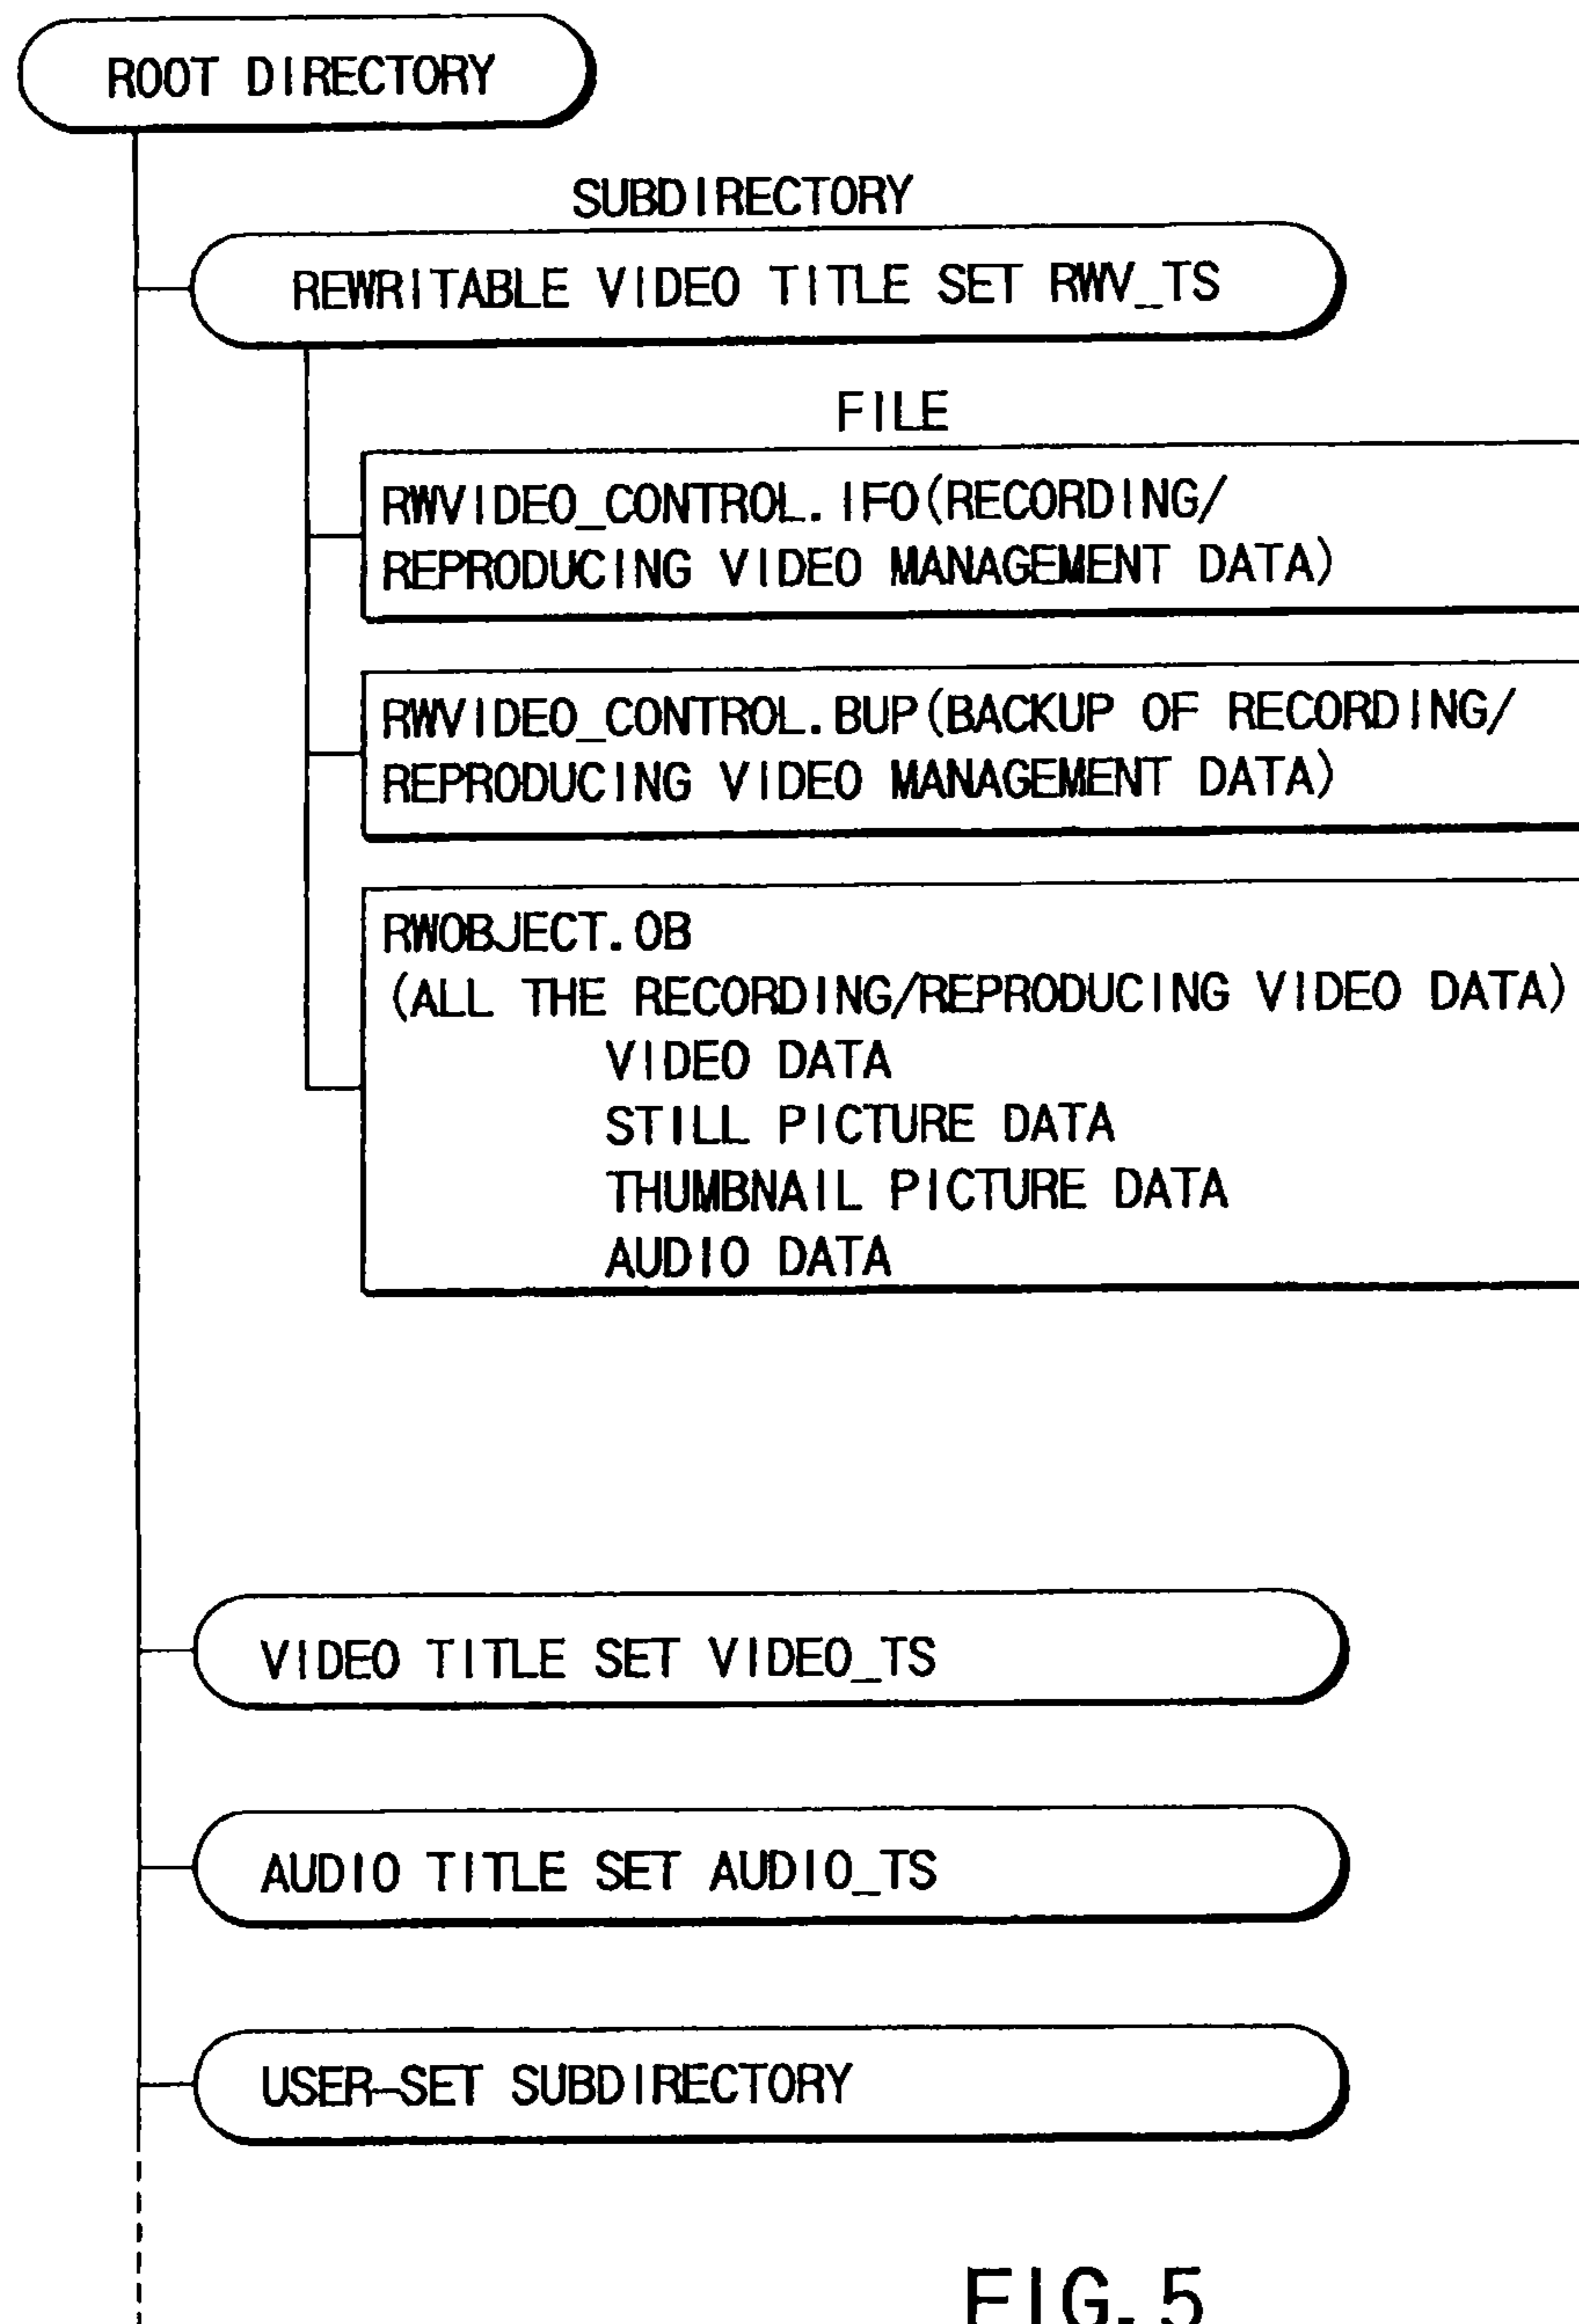 ROOT DIRECTORY
SUBDIRECTORY
REWRITABLE VIDEO TITLE SET RWV_TS
FILE
RWVIDEO_CONTROL.IFO(RECORDING/
REPRODUCING VIDEO MANAGEMENT DATA)
RWVIDEO_CONTROL.BUP(BACKUP OF RECORDING/
REPRODUCING VIDEO MANAGEMENT DATA)
RWOBJECT.OB
(ALL THE RECORDING/REPRODUCING VIDEO DATA)
VIDEO DATA
STILL PICTURE DATA
THUMBNAIL PICTURE DATA
AUDIO DATA
VIDEO TITLE SET VIDEO_TS
AUDIO TITLE SET AUDIO_TS
USER-SET SUBDIRECTORY
FIG.5